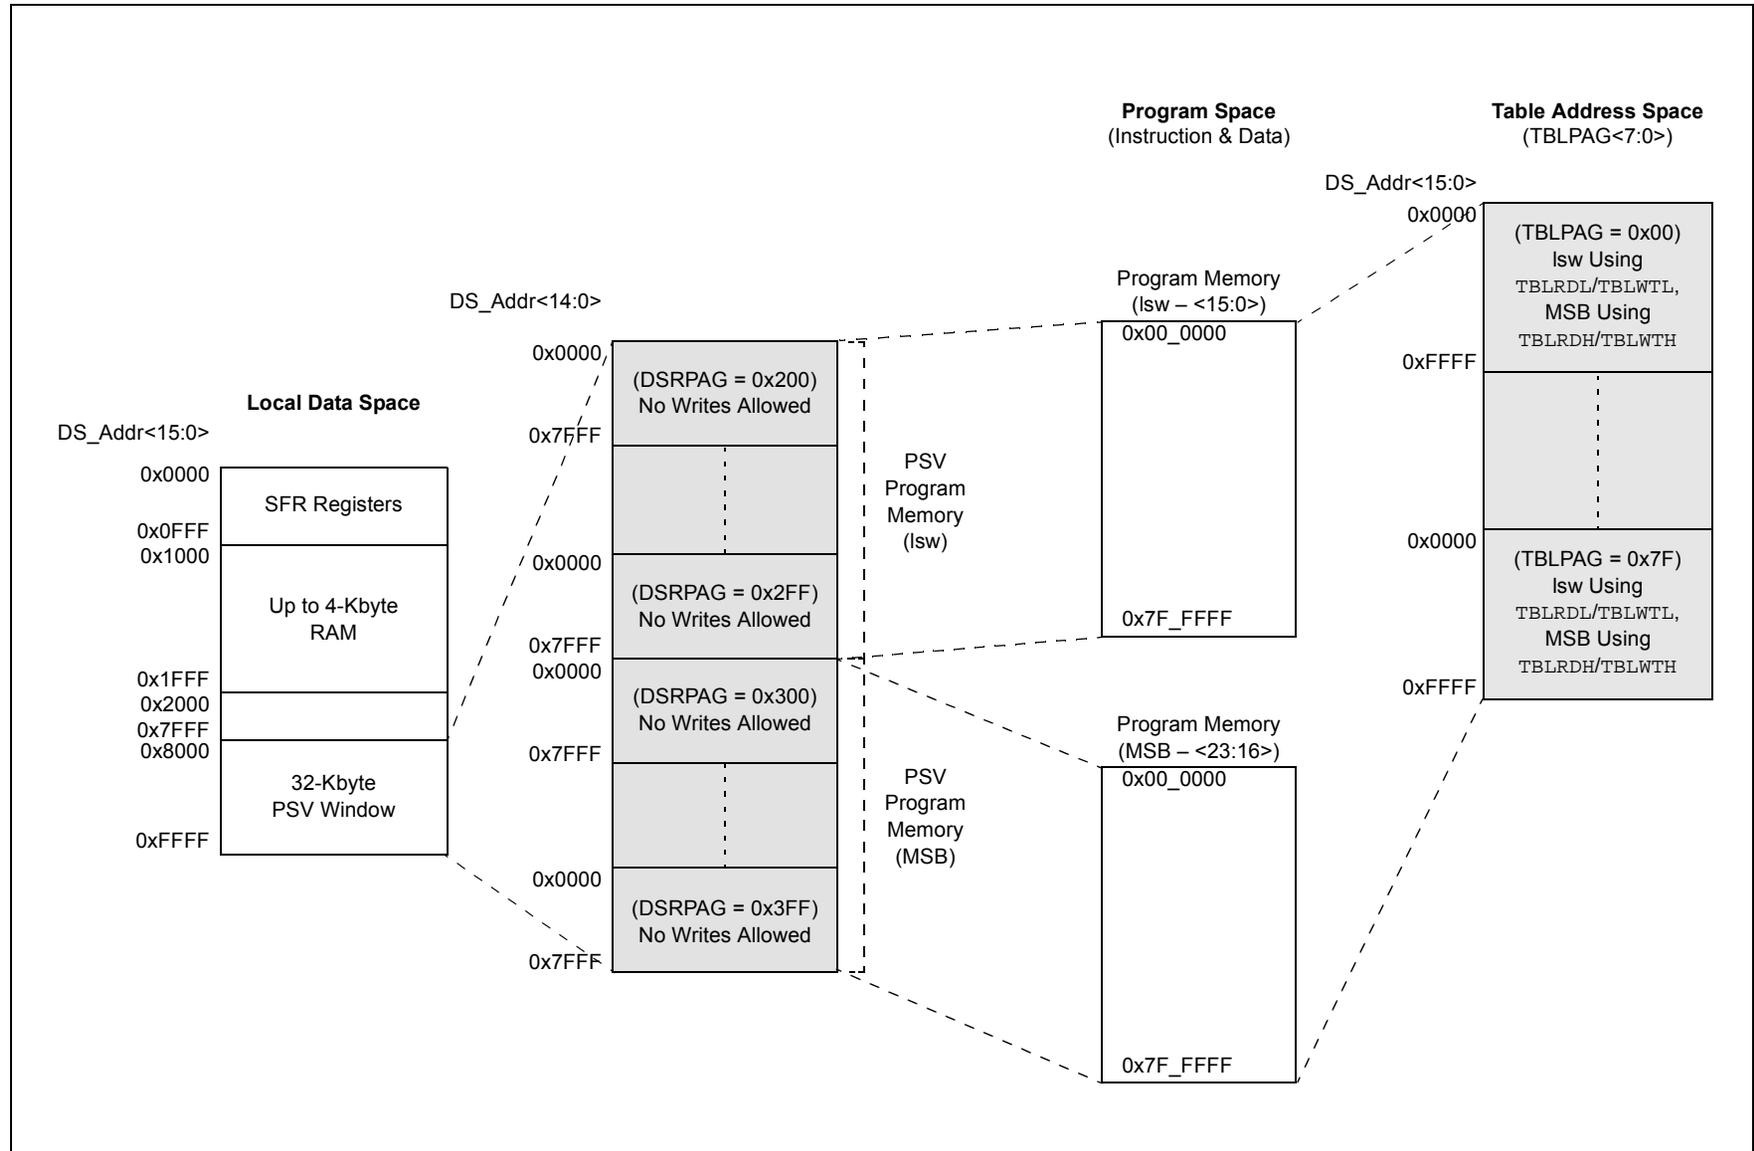 Local Data Space
DS_Addr<15:0>
0x0000
SFR Registers
0x0FFF
0x1000
Up to 4-Kbyte
RAM
0x1FFF
0x2000
0x7FFF
0x8000
32-Kbyte
PSV Window
0xFFFF
DS_Addr<14:0>
0x0000
(DSRPAG = 0x200)
No Writes Allowed
0x7FFF
0x0000
(DSRPAG = 0x2FF)
No Writes Allowed
0x7FFF
0x0000
(DSRPAG = 0x300)
No Writes Allowed
0x7FFF
0x0000
(DSRPAG = 0x3FF)
No Writes Allowed
0x7FFF
PSV
Program
Memory
(lsw)
PSV
Program
Memory
(MSB)
Program Space
(Instruction & Data)
Program Memory
(lsw – <15:0>)
0x00_0000
0x7F_FFFF
Program Memory
(MSB – <23:16>)
0x00_0000
0x7F_FFFF
Table Address Space
(TBLPAG<7:0>)
DS_Addr<15:0>
0x0000
(TBLPAG = 0x00)
lsw Using
TBLRDL/TBLWTL,
MSB Using
TBLRDH/TBLWTH
0xFFFF
0x0000
(TBLPAG = 0x7F)
lsw Using
TBLRDL/TBLWTL,
MSB Using
TBLRDH/TBLWTH
0xFFFF